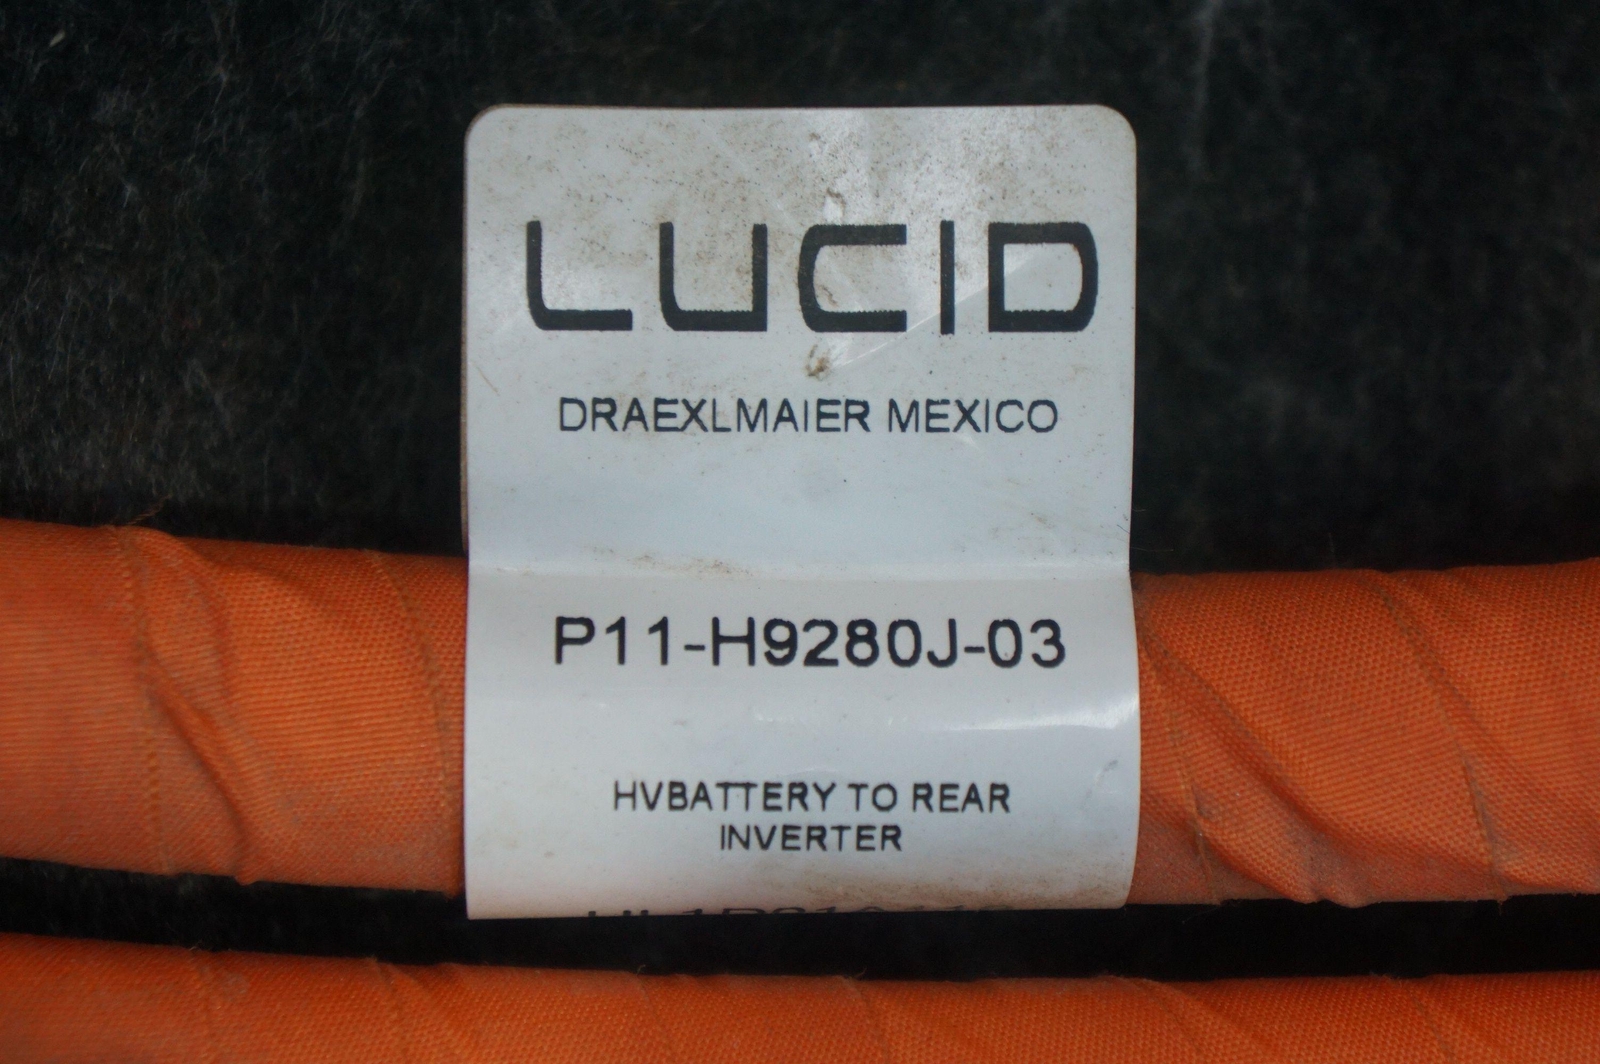 LUCID
DRAEXLMAIER MEXICO
P11-H9280J-03
HVBATTERY TO REAR
INVERTER